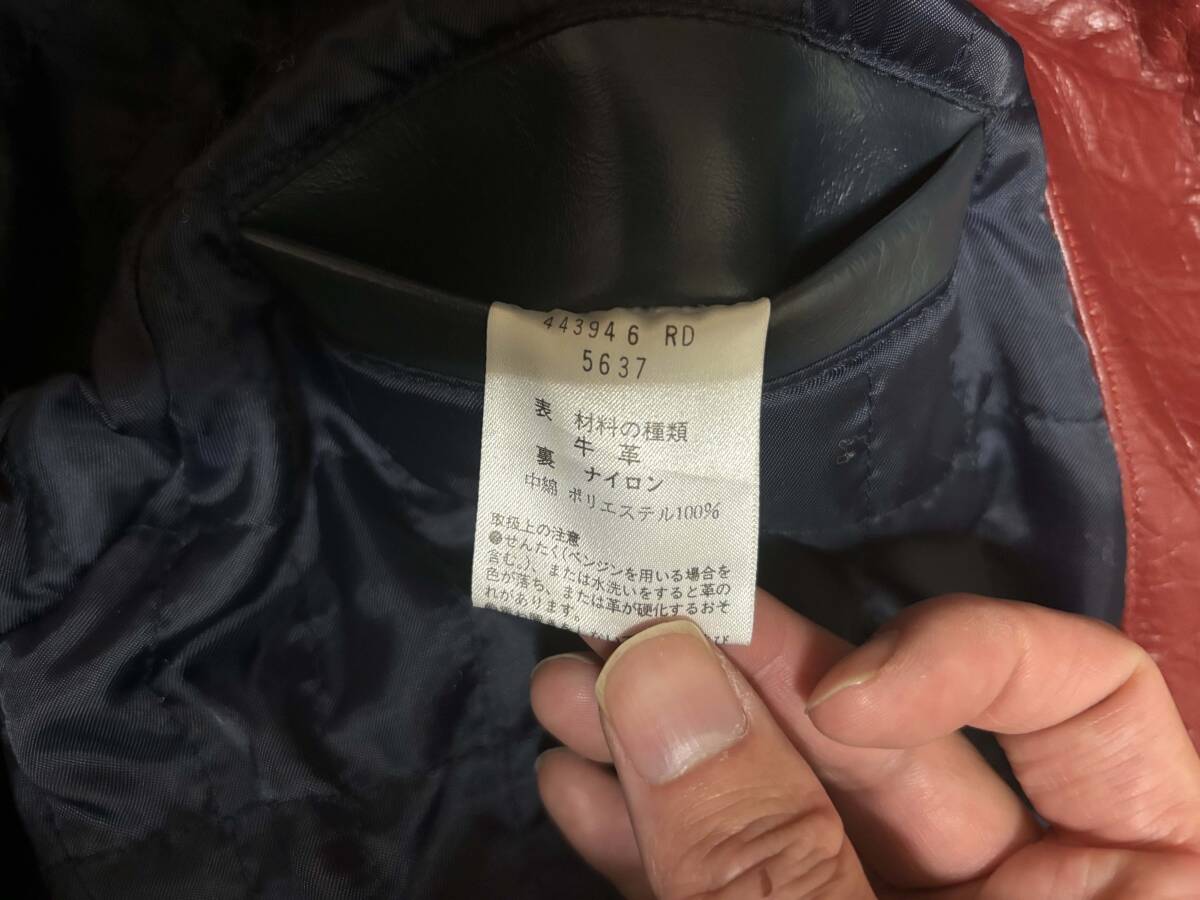 443946 RD
5637
材料の種類
表 牛革
裏 ナイロン
中綿 ポリエステル100%
取扱上の注意
●せんたく(ベンジンを用いる場合を
含む。)、または水洗いをすると革の
色が落ち、または革が硬化するおそ
れがあります。